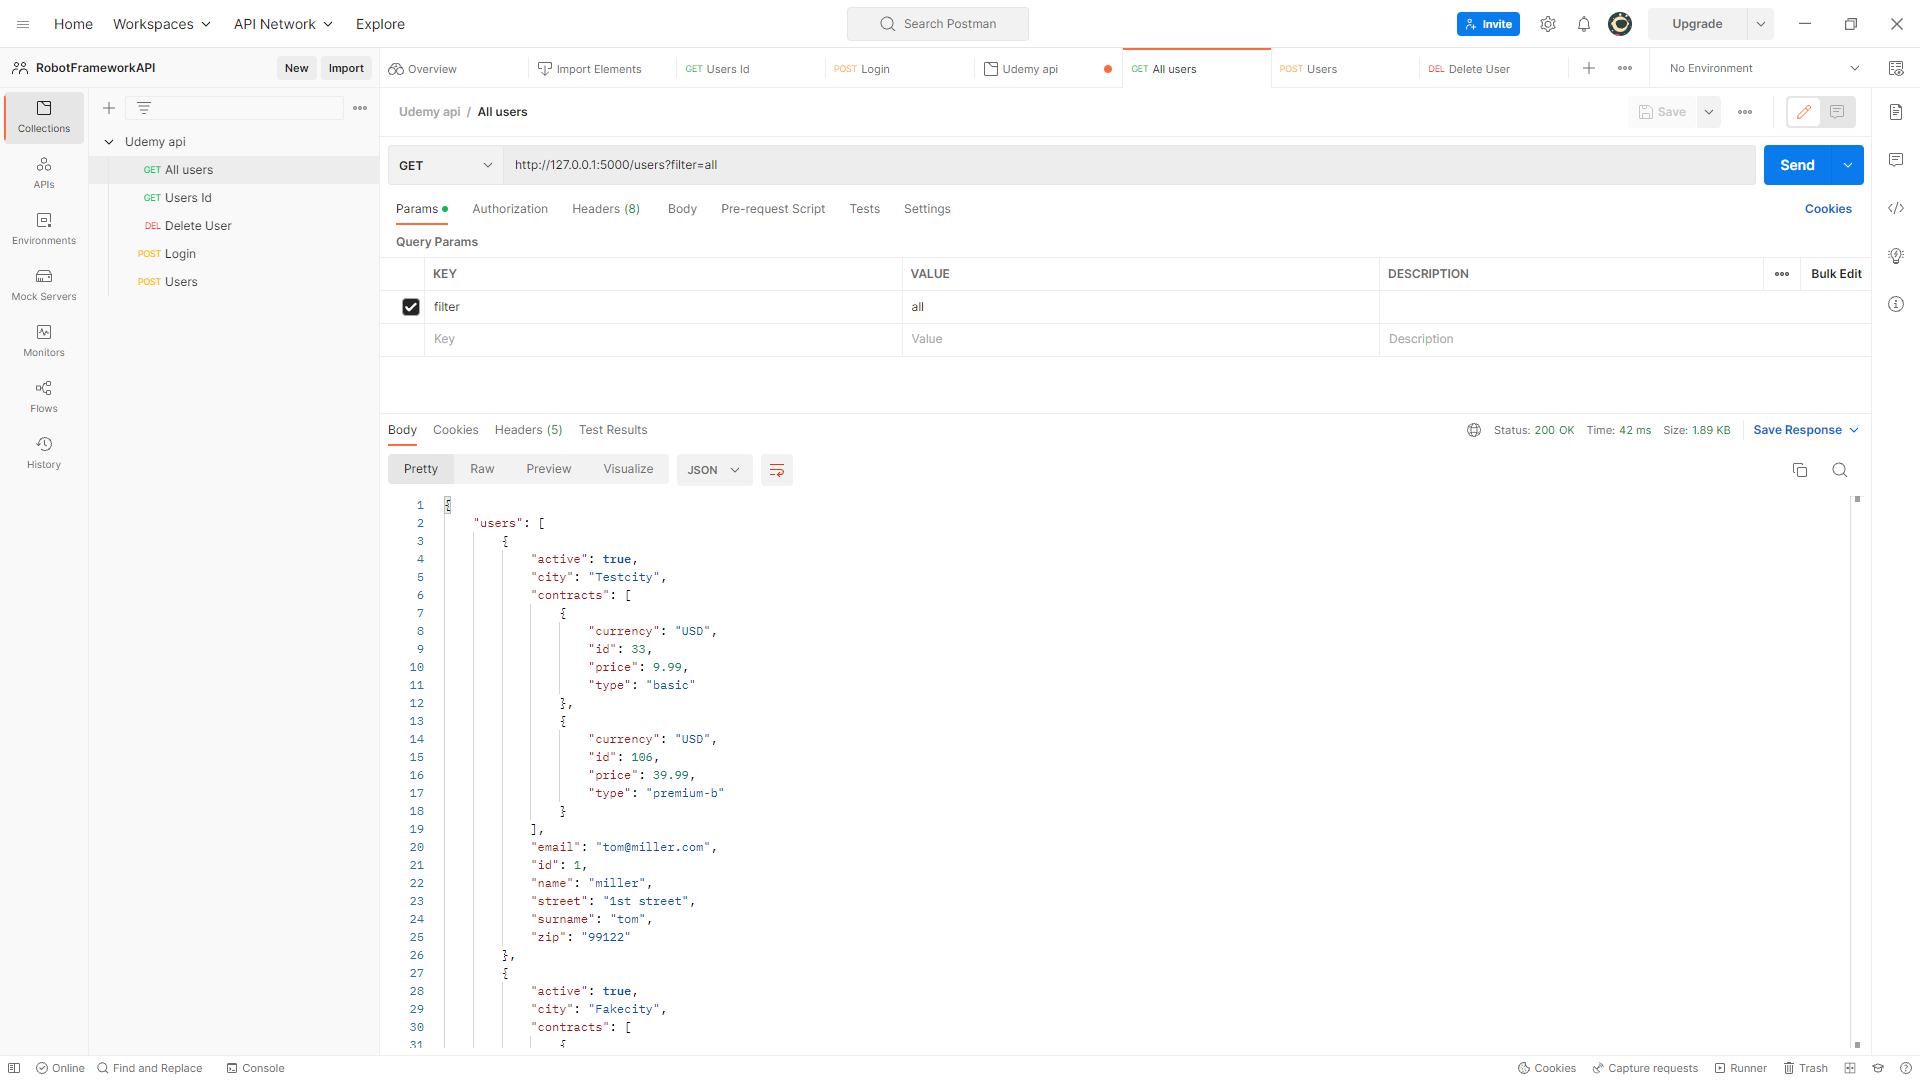 Home Workspaces API Network Explore Search Postman Invite Upgrade
RobotFrameworkAPI New Import Overview Import Elements GET Users Id POST Login Udemy api GET All users POST Users DEL Delete User No Environment
Collections
APIs
Environments
Mock Servers
Monitors
Flows
History
Udemy api
GET All users
GET Users Id
DEL Delete User
POST Login
POST Users
Udemy api / All users Save
GET http://127.0.0.1:5000/users?filter=all Send
Params Authorization Headers (8) Body Pre-request Script Tests Settings Cookies
Query Params
KEY VALUE DESCRIPTION Bulk Edit
filter all
Key Value Description
Body Cookies Headers (5) Test Results Status: 200 OK Time: 42 ms Size: 1.89 KB Save Response
Pretty Raw Preview Visualize JSON
1 {
2 "users": [
3 {
4 "active": true,
5 "city": "Testcity",
6 "contracts": [
7 {
8 "currency": "USD",
9 "id": 33,
10 "price": 9.99,
11 "type": "basic"
12 },
13 {
14 "currency": "USD",
15 "id": 106,
16 "price": 39.99,
17 "type": "premium-b"
18 }
19 ],
20 "email": "tom@miller.com",
21 "id": 1,
22 "name": "miller",
23 "street": "1st street",
24 "surname": "tom",
25 "zip": "99122"
26 },
27 {
28 "active": true,
29 "city": "Fakecity",
30 "contracts": [
31 {
Online Find and Replace Console Cookies Capture requests Runner Trash